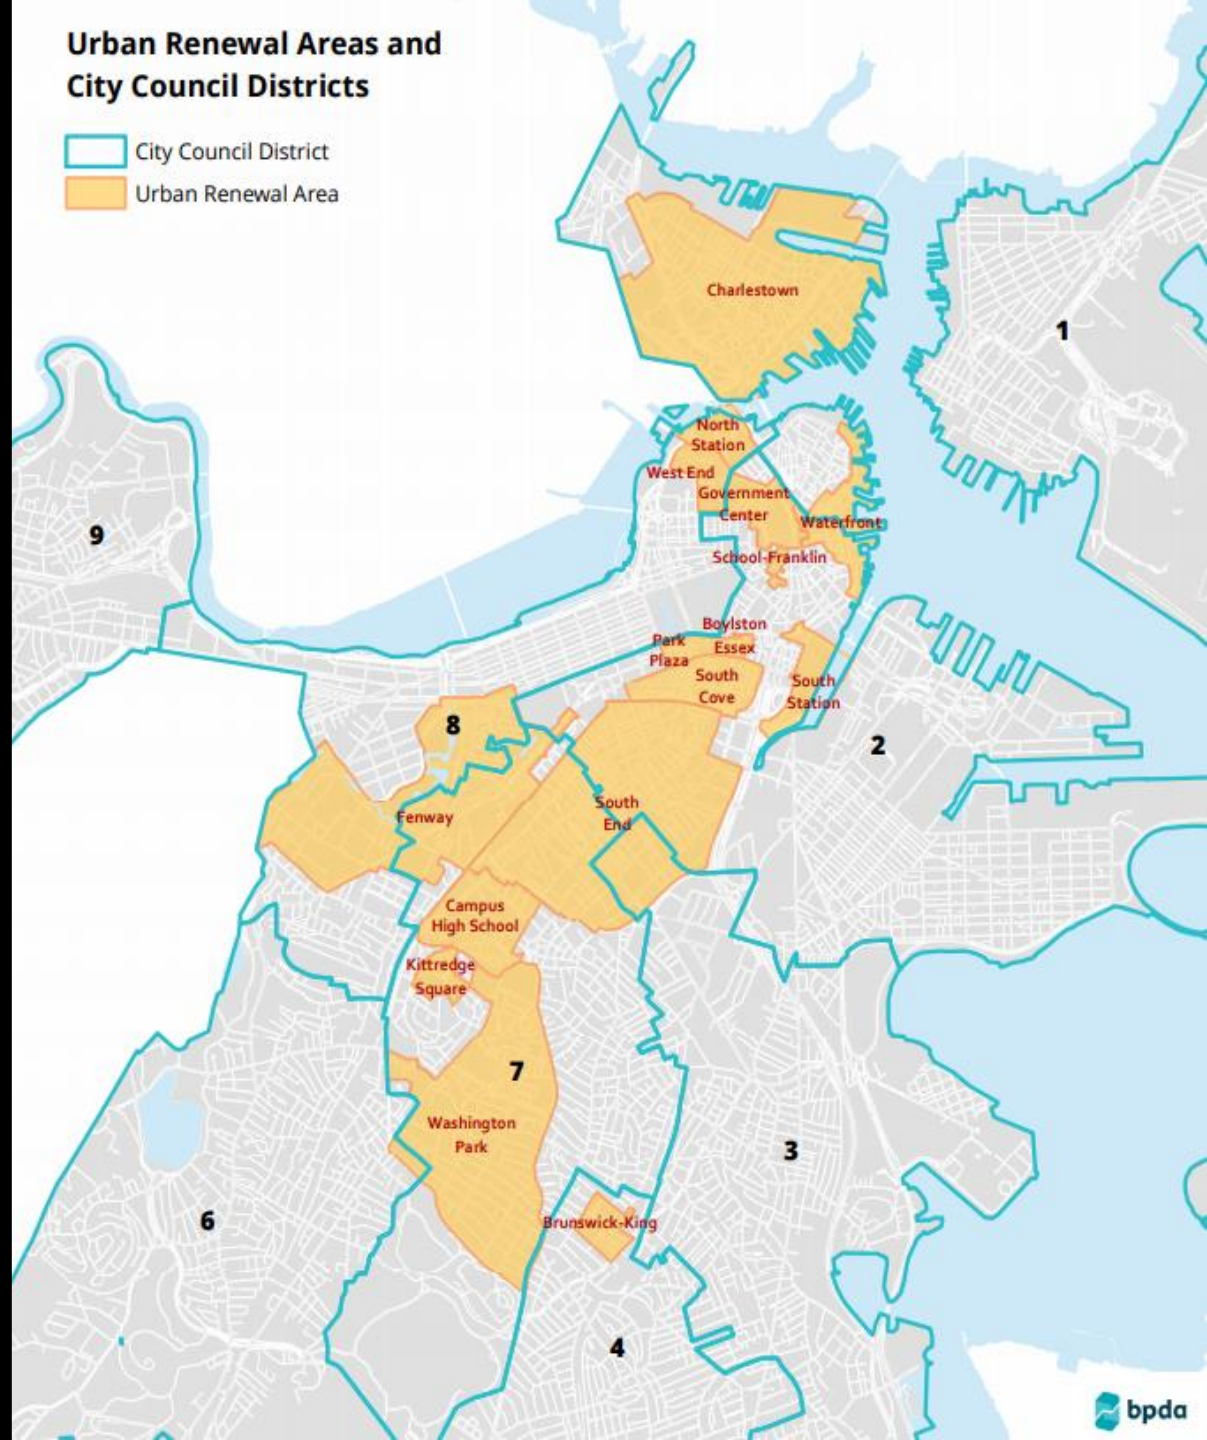 Urban Renewal Areas and
City Council Districts
City Council District
Urban Renewal Area
Charlestown
1
North
Station
West End
Government
Center
Waterfront
9
School-Franklin
Boylston
Essex
Park
Plaza
South
Cove
South
Station
8
2
South
End
Fenway
Campus
High School
Kittredge
Square
7
Washington
Park
3
6
Brunswick-King
4
bpda